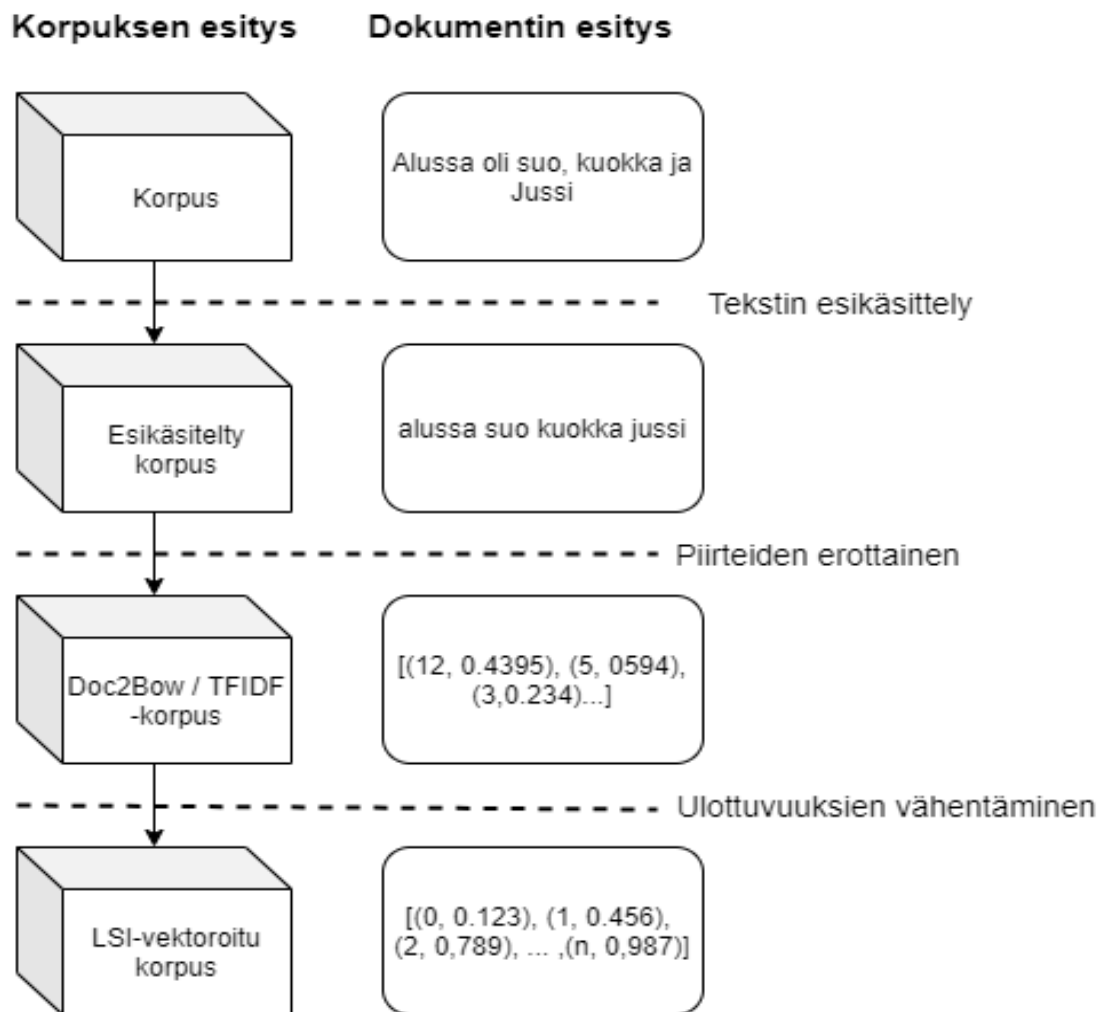 Korpuksen esitys
Dokumentin esitys
Korpus
Alussa oli suo, kuokka ja
Jussi
Tekstin esikäsittely
Esikäsitelty
korpus
alussa suo kuokka jussi
Piirteiden erottainen
Doc2Bow / TFIDF
-korpus
[(12, 0.4395), (5, 0594),
(3,0.234)...]
Ulottuvuuksien vähentäminen
LSI-vektoroitu
korpus
[(0, 0.123), (1, 0.456),
(2, 0,789), ... ,(n, 0,987)]